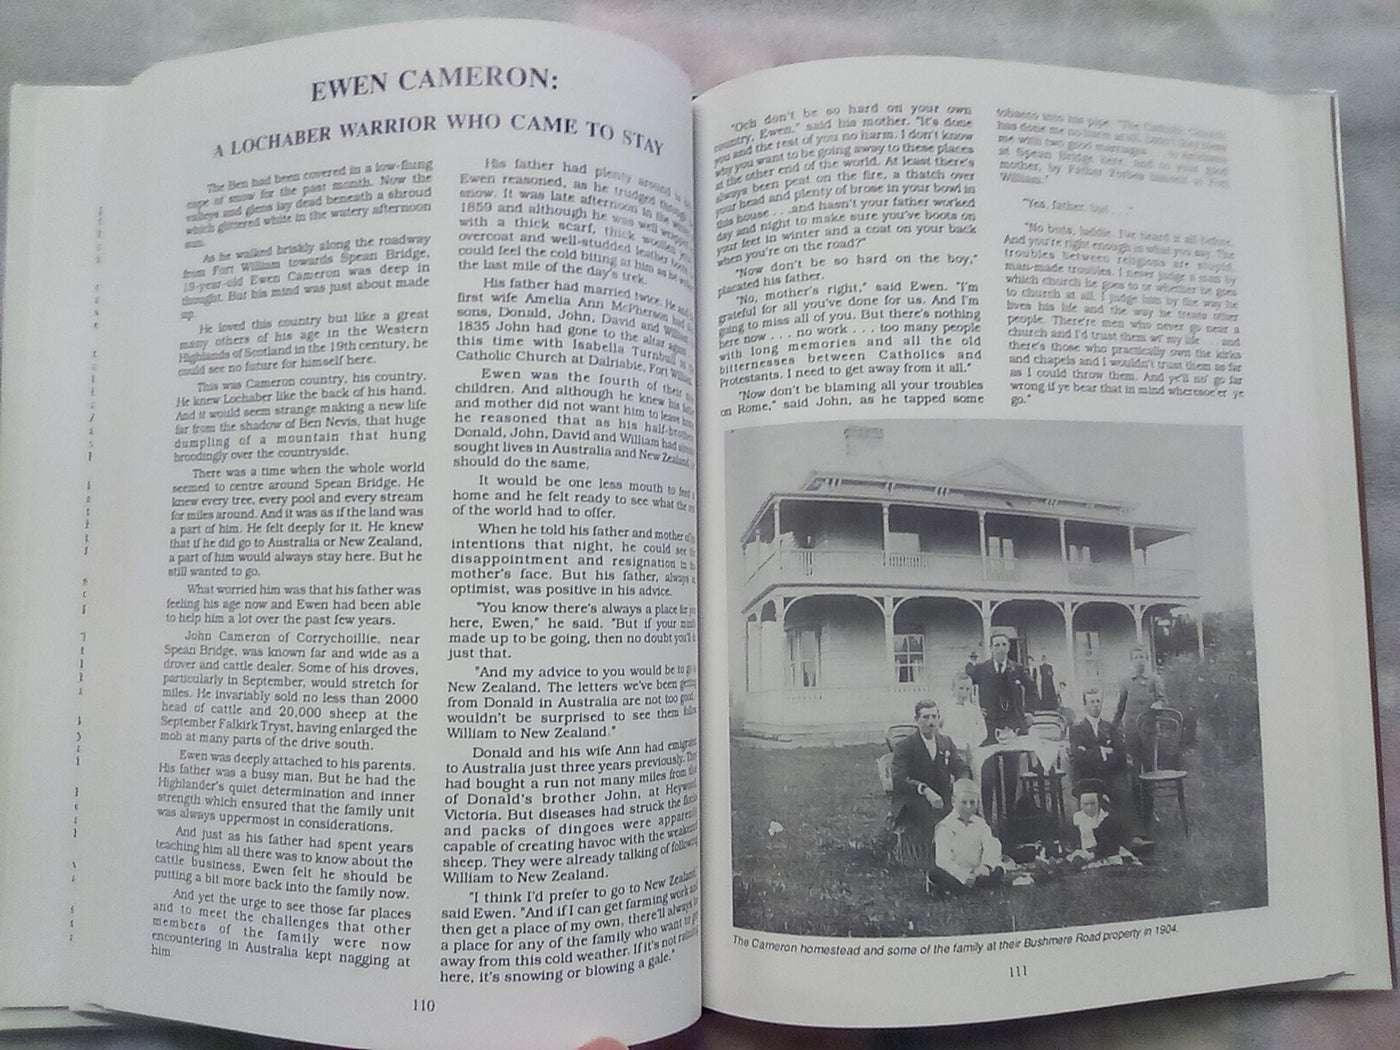 EWEN CAMERON:
A LOCHABER WARRIOR WHO CAME TO STAY
The Ben had been covered in a low-flung
cape of snow for the past month. Now the
valleys and glens lay dead beneath a shroud
which glittered white in the watery afternoon
sun.
As he walked briskly along the roadway
from Fort William towards Spean Bridge,
19-year-old Ewen Cameron was deep in
thought. But his mind was just about made
up.
He loved this country but like a great
many others of his age in the Western
Highlands of Scotland in the 19th century, he
could see no future for himself here.
This was Cameron country, his country.
He knew Lochaber like the back of his hand.
And it would seem strange making a new life
far from the shadow of Ben Nevis, that huge
dumpling of a mountain that hung
broodingly over the countryside.
There was a time when the whole world
seemed to centre around Spean Bridge. He
knew every tree, every pool and every stream
for miles around. And it was as if the land was
a part of him. He felt deeply for it. He knew
that if he did go to Australia or New Zealand,
a part of him would always stay here. But he
still wanted to go.
What worried him was that his father was
feeling his age now and Ewen had been able
to help him a lot over the past few years.
John Cameron of Corrychoillie, near
Spean Bridge, was known far and wide as a
drover and cattle dealer. Some of his droves,
particularly in September, would stretch for
miles. He invariably sold no less than 2000
head of cattle and 20,000 sheep at the
September Falkirk Tryst, having enlarged the
mob at many parts of the drive south.
Ewen was deeply attached to his parents.
His father was a busy man. But he had the
Highlander's quiet determination and inner
strength which ensured that the family unit
was always uppermost in considerations.
And just as his father had spent years
teaching him all there was to know about the
cattle business, Ewen felt he should be
putting a bit more back into the family now.
And yet the urge to see those far places
and to meet the challenges that other
members of the family were now
encountering in Australia kept nagging at
him.
His father had plenty around to
Ewen reasoned, as he trudged through
snow. It was late afternoon in the
1859 and although he was well wrapped
with a thick scarf, thick woollen
overcoat and well-studded leather
could feel the cold biting at him as he
the last mile of the day's trek.
His father had married twice. He and
first wife Amelia Ann McPherson had
sons, Donald, John, David and William
1835 John had gone to the altar again
this time with Isabella Turnbull
Catholic Church at Dalriable, Fort
Ewen was the fourth of their
children. And although he knew his
and mother did not want him to leave
he reasoned that as his half-brothers
Donald, John, David and William had
sought lives in Australia and New Zealand,
should do the same.
It would be one less mouth to feed
home and he felt ready to see what the
of the world had to offer.
When he told his father and mother of
intentions that night, he could see
disappointment and resignation in
mother's face. But his father, always
optimist, was positive in his advice.
"You know there's always a place for
here, Ewen," he said. "But if your
made up to be going, then no doubt you'll
just that.
"And my advice to you would be to go
New Zealand. The letters we've been getting
from Donald in Australia are not too good.
wouldn't be surprised to see them follow
William to New Zealand."
Donald and his wife Ann had emigrated
to Australia just three years previously. They
had bought a run not many miles from
of Donald's brother John, at Heywood,
Victoria. But diseases had struck the
and packs of dingoes were apparently
capable of creating havoc with the weakened
sheep. They were already talking of following
William to New Zealand.
"I think I'd prefer to go to New Zealand,"
said Ewen. "And if I can get farming work and
then get a place of my own, there'll always be
a place for any of the family who want to get
away from this cold weather. If it's not raining
here, it's snowing or blowing a gale."
110
"Och don't be so hard on your own
country, Ewen," said his mother. "It's done
you and the rest of you no harm. I don't know
why you want to be going away to these places
at the other end of the world. At least there's
always been peat on the fire, a thatch over
your head and plenty of brose in your bowl in
this house . . . and hasn't your father worked
day and night to make sure you've boots on
your feet in winter and a coat on your back
when you're on the road?"
"Now don't be so hard on the boy,"
placated his father.
"No, mother's right," said Ewen. "I'm
grateful for all you've done for us. And I'm
going to miss all of you. But there's nothing
here now . . . no work . . . too many people
with long memories and all the old
bitternesses between Catholics and
Protestants. I need to get away from it all."
"Now don't be blaming all your troubles
on Rome," said John, as he tapped some
tobacco into his pipe. "The Catholic Church
has done me no harm at all.
me with two good marriages
at Spean Bridge here, and to your good
mother, by Father Forbes himself at Fort
William."
"Yes, father, but . . ."
"No buts, laddie. I've heard it all before.
And you're right enough in what you say. The
troubles between religions are stupid,
man-made troubles. I never judge a man by
which church he goes to or whether he goes
to church at all. I judge him by the way he
lives his life and the way he treats other
people. There're men who never go near a
church and I'd trust them wi' my life . . . and
there's those who practically own the kirks
and chapels and I wouldn't trust them as far
as I could throw them. And ye'll no' go far
wrong if ye bear that in mind wheresoe'er ye
go."
The Cameron homestead and some of the family at their Bushmere Road property in 1904.
111